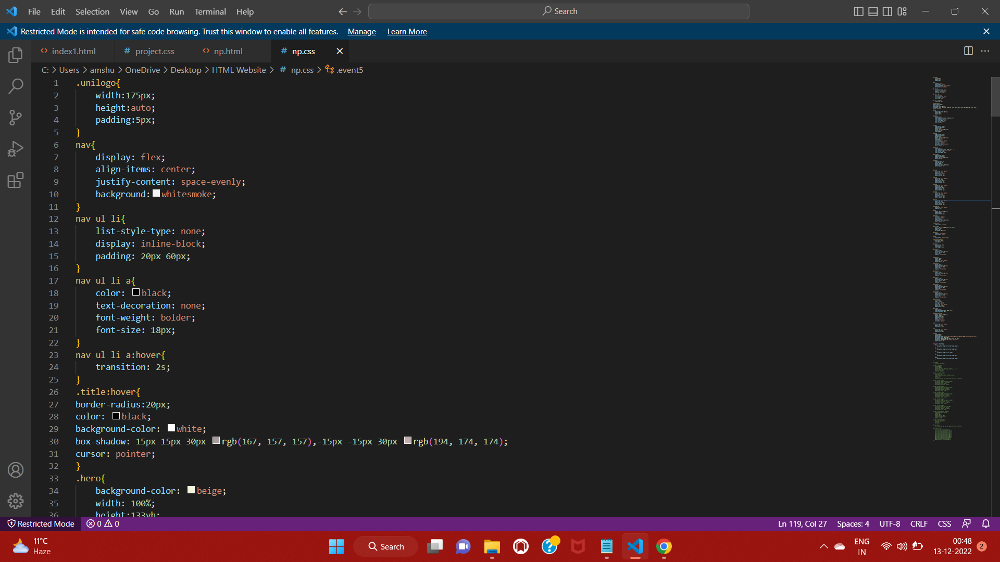 File Edit Selection View Go Run Terminal Help
Search
Restricted Mode is intended for safe code browsing. Trust this window to enable all features. Manage Learn More
index1.html project.css np.html np.css
C: > Users > amshu > OneDrive > Desktop > HTML Website > # np.css > .event5
1 .unilogo{
2 width:175px;
3 height:auto;
4 padding:5px;
5 }
6 nav{
7 display: flex;
8 align-items: center;
9 justify-content: space-evenly;
10 background: whitesmoke;
11 }
12 nav ul li{
13 list-style-type: none;
14 display: inline-block;
15 padding: 20px 60px;
16 }
17 nav ul li a{
18 color: black;
19 text-decoration: none;
20 font-weight: bolder;
21 font-size: 18px;
22 }
23 nav ul li a:hover{
24 transition: 2s;
25 }
26 .title:hover{
27 border-radius:20px;
28 color: black;
29 background-color: white;
30 box-shadow: 15px 15px 30px rgb(167, 157, 157),-15px -15px 30px rgb(194, 174, 174);
31 cursor: pointer;
32 }
33 .hero{
34 background-color: beige;
35 width: 100%;
36 height:133vh;
Restricted Mode 0 0 Ln 119, Col 27 Spaces: 4 UTF-8 CRLF CSS
11°C
Haze
Search
ENG
IN
00:48
13-12-2022
2